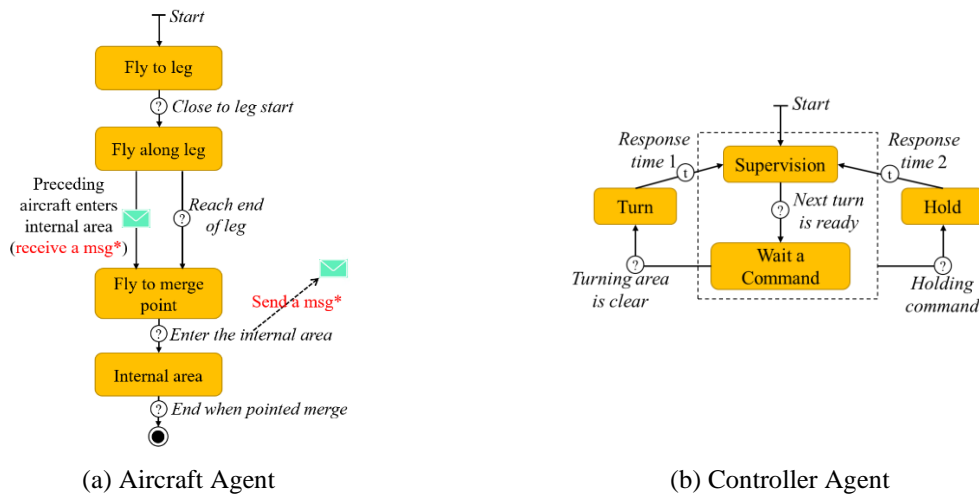 Start
Fly to leg
?
Close to leg start
Fly along leg
Preceding
aircraft enters
internal area
(receive a msg*)
?
Reach end
of leg
Fly to merge
point
Send a msg*
?
Enter the internal area
Internal area
?
End when pointed merge
(a) Aircraft Agent
Start
Response
time 1
t
Supervision
Response
time 2
t
Turn
?
Next turn
is ready
Hold
Wait a
Command
?
Turning area
is clear
?
Holding
command
(b) Controller Agent